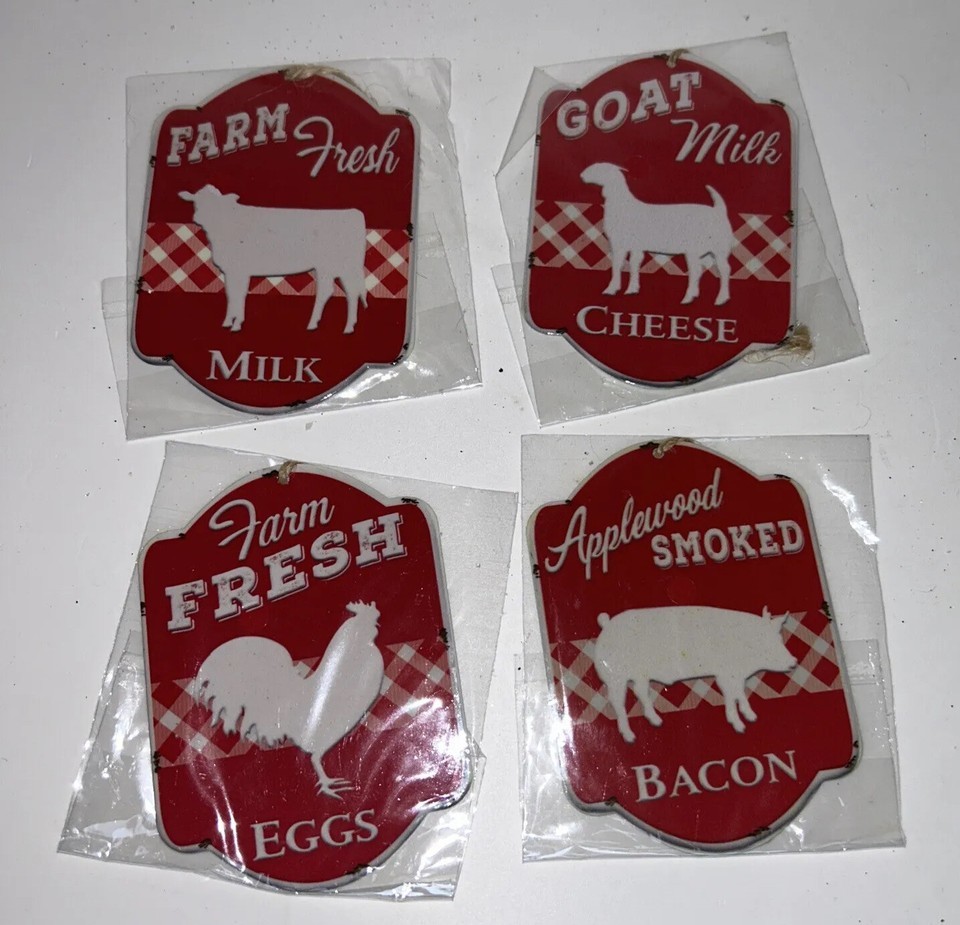 FARM Fresh
MILK
GOAT Milk
CHEESE
Farm
FRESH
EGGS
Applewood
SMOKED
BACON